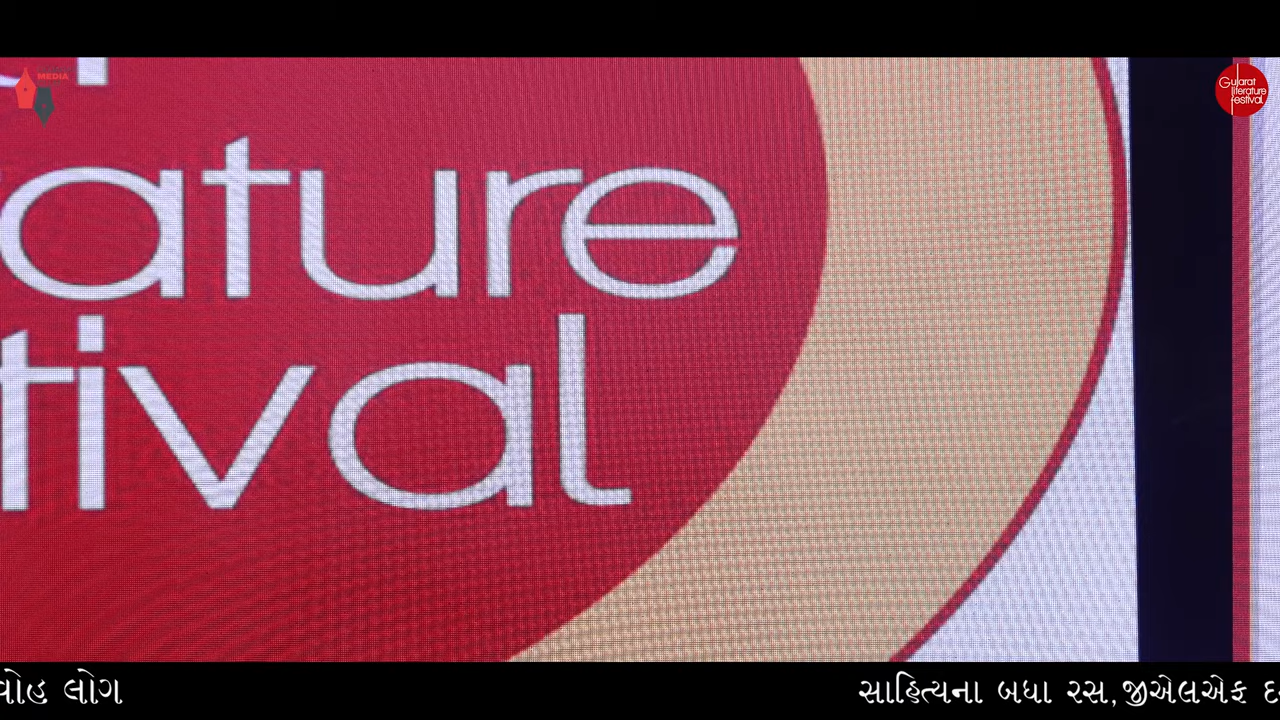 MEDIA
Gujarat
literature
festival
ature
tival
વોહ લોગ
સાહિત્યના બધા રસ,જીએલએફ